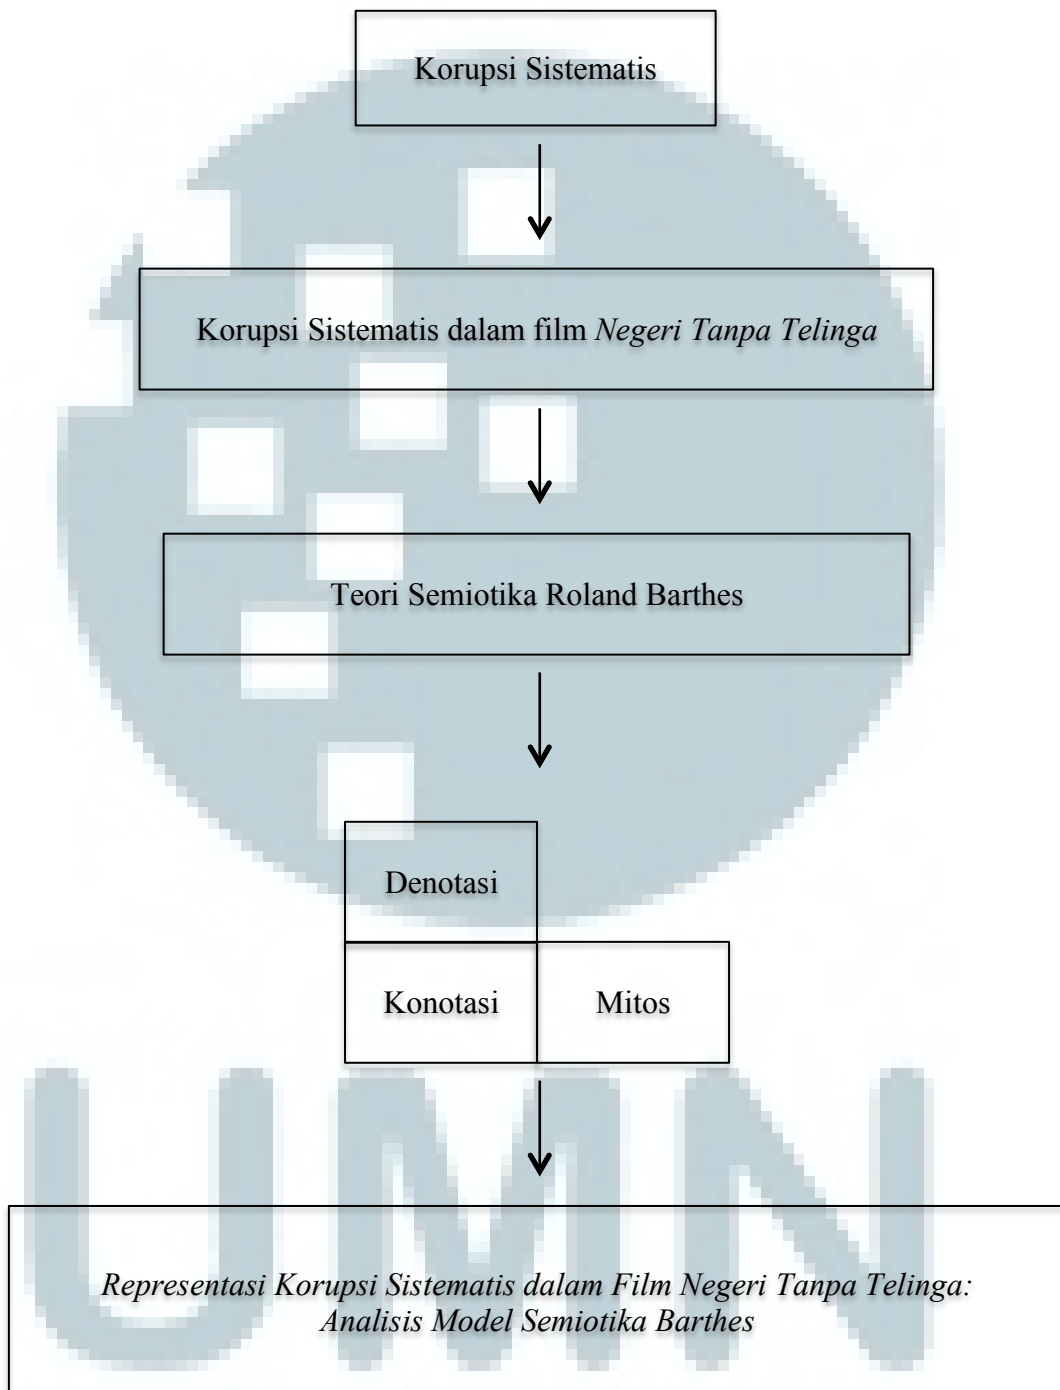 Korupsi Sistematis
Korupsi Sistematis dalam film Negeri Tanpa Telinga
Teori Semiotika Roland Barthes
Denotasi
Konotasi
Mitos
UMN
Representasi Korupsi Sistematis dalam Film Negeri Tanpa Telinga:
Analisis Model Semiotika Barthes